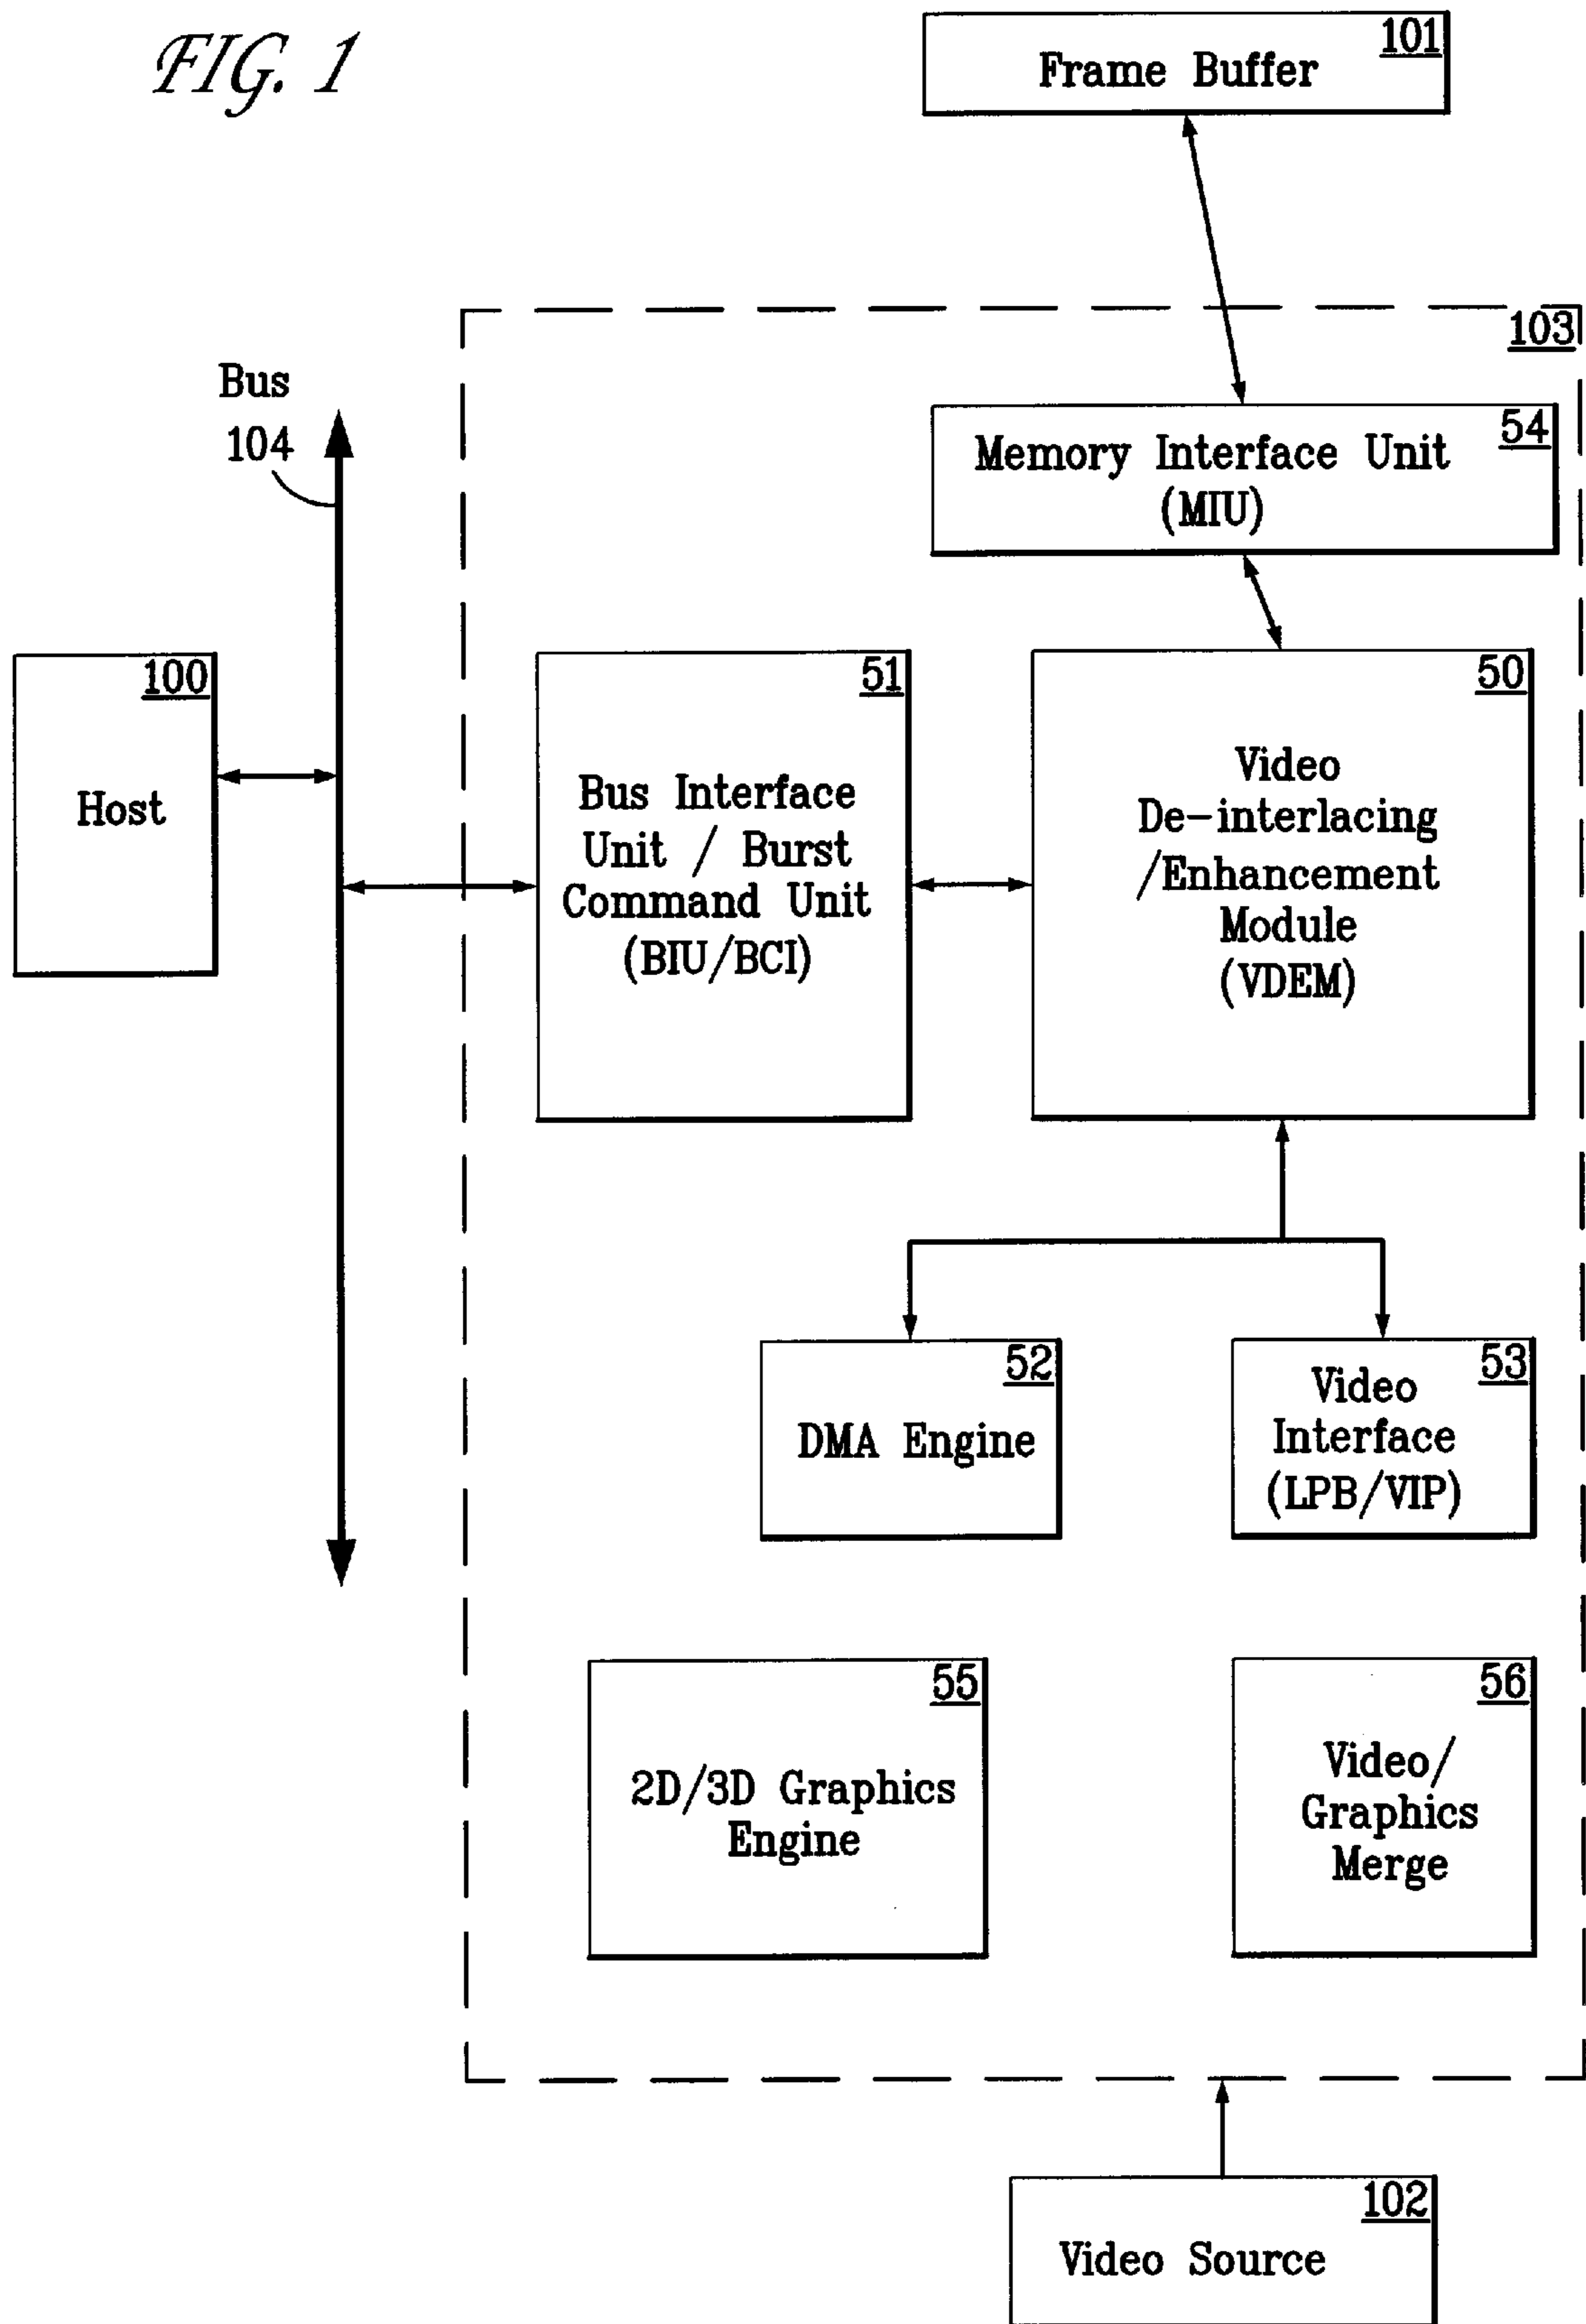 FIG. 1
101
Frame Buffer
103
Bus
104
54
Memory Interface Unit
(MIU)
100
Host
51
Bus Interface
Unit / Burst
Command Unit
(BIU/BCI)
50
Video
De-interlacing
/Enhancement
Module
(VDEM)
52
DMA Engine
53
Video
Interface
(LPB/VIP)
55
2D/3D Graphics
Engine
56
Video/
Graphics
Merge
102
Video Source